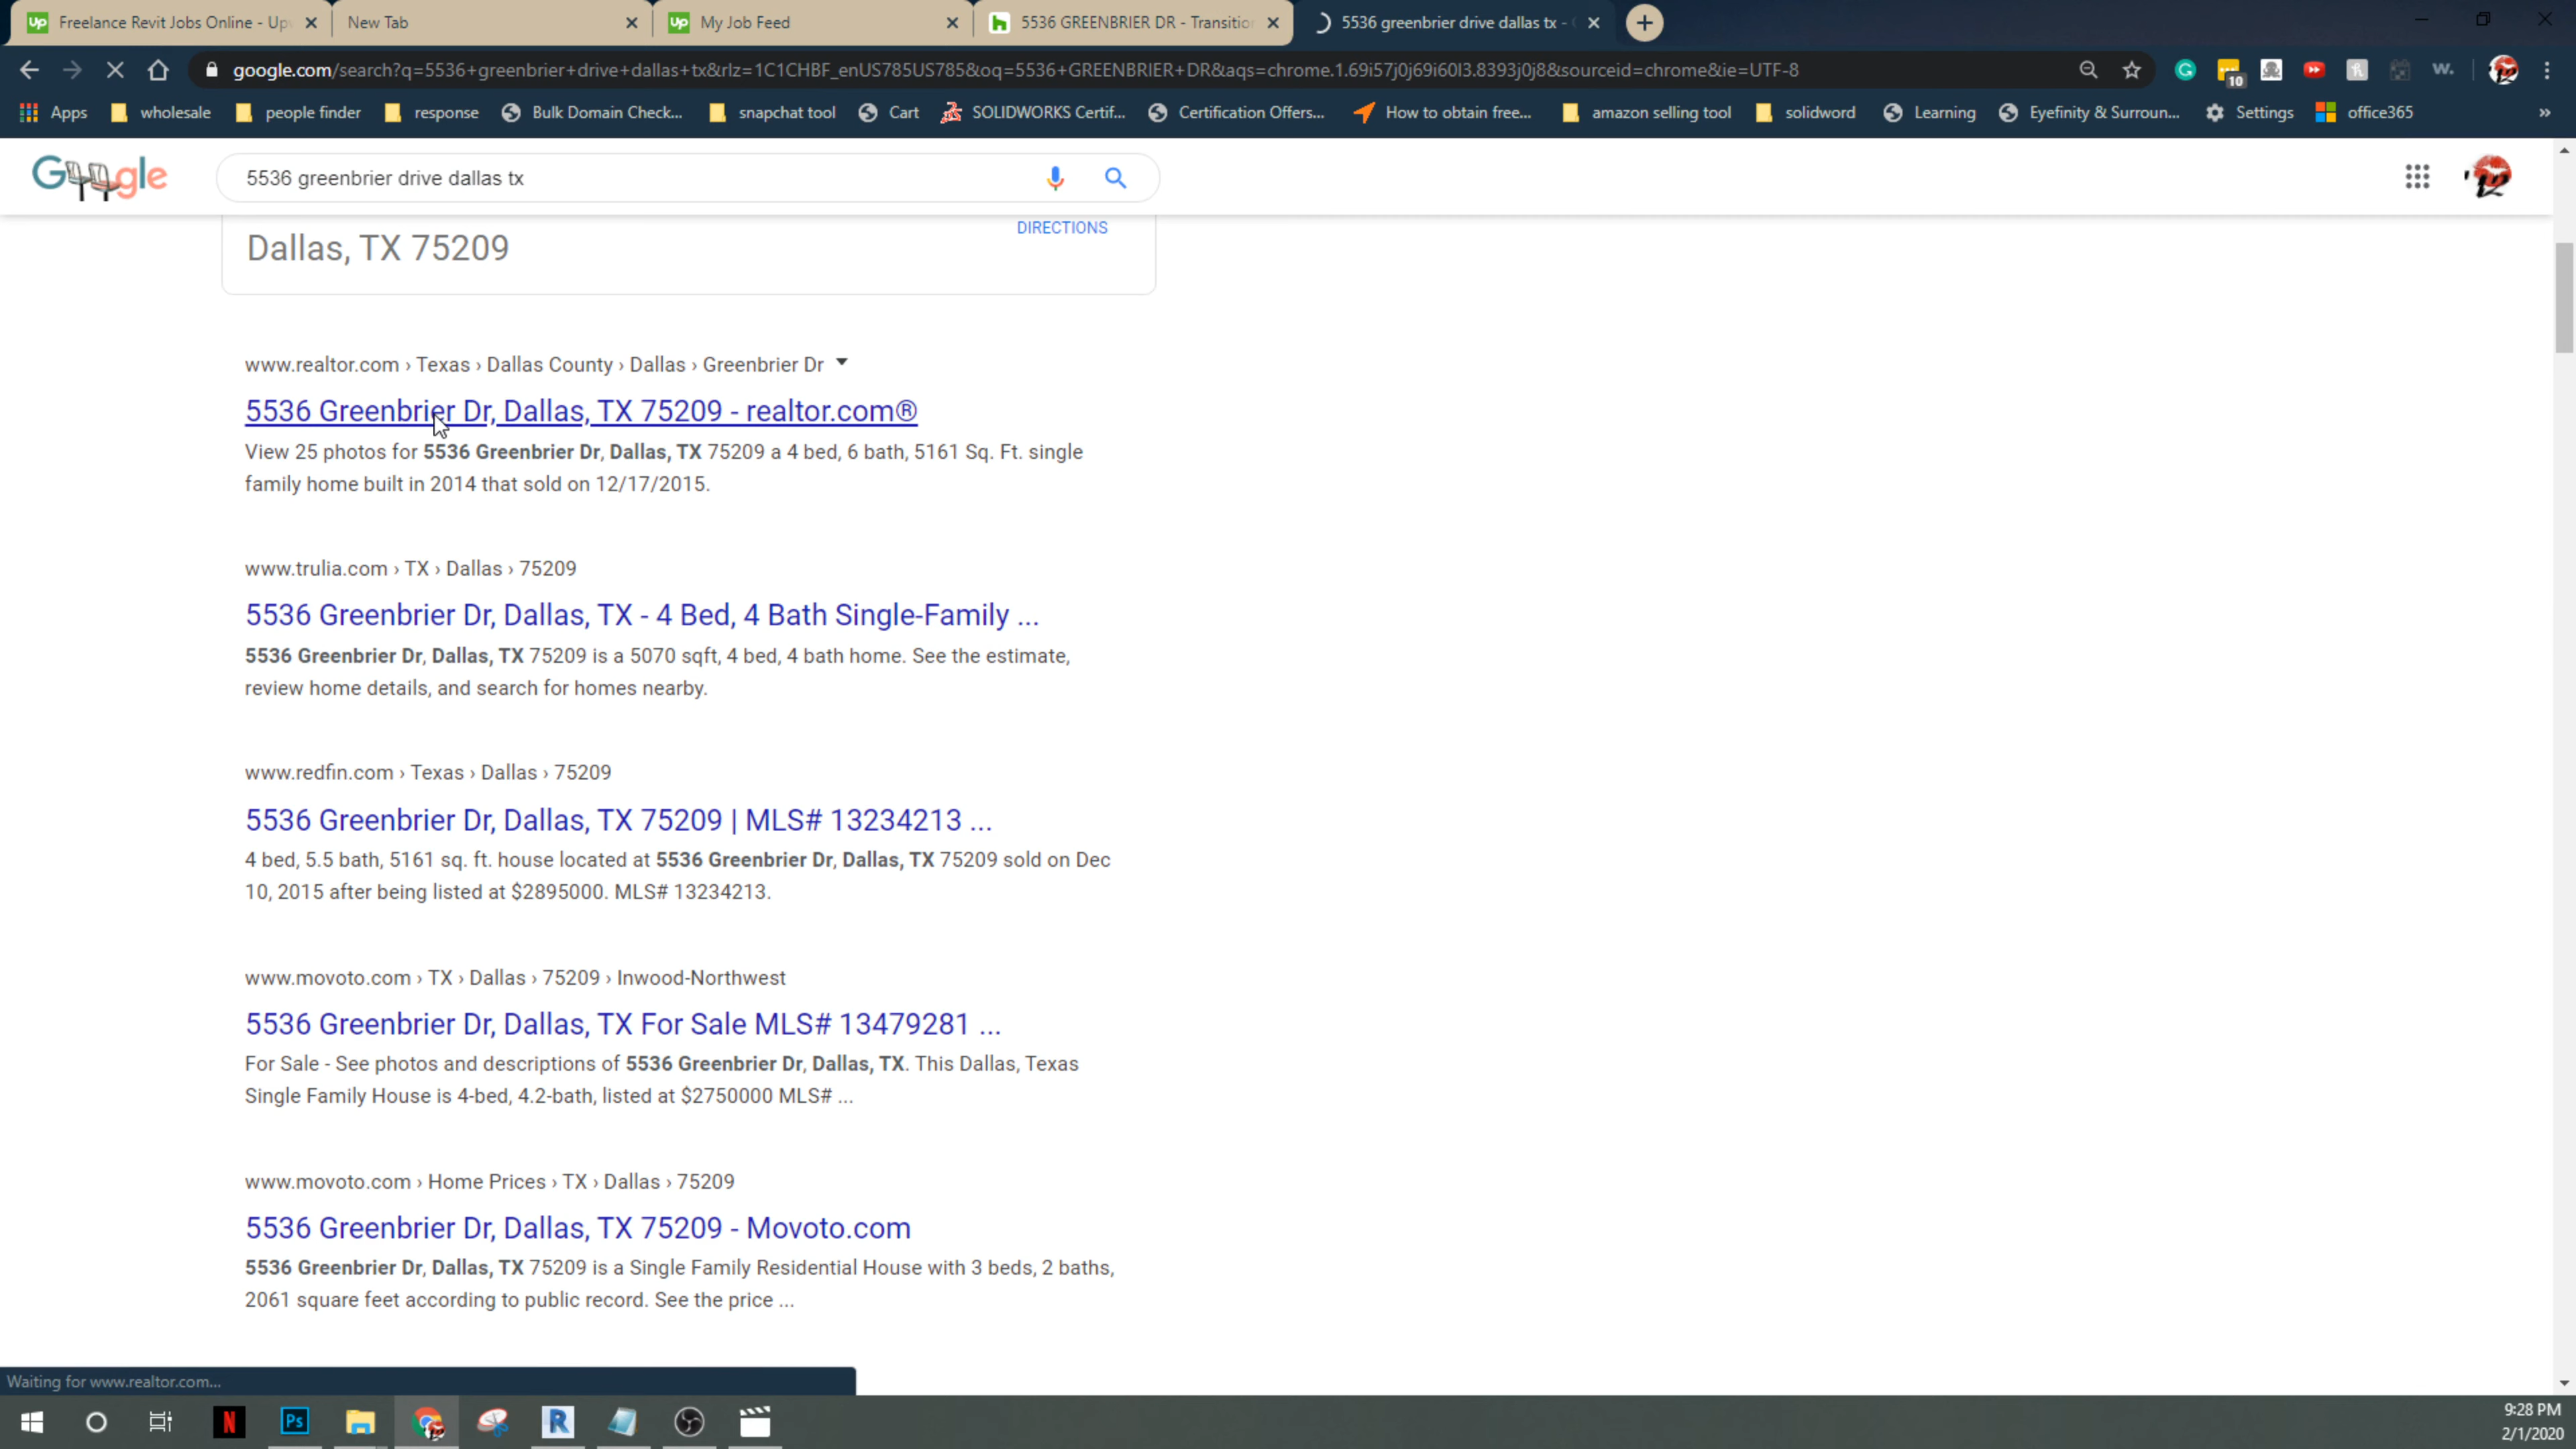 Freelance Revit Jobs Online - Up
New Tab
My Job Feed
5536 GREENBRIER DR - Transition
5536 greenbrier drive dallas tx -
google.com/search?q=5536+greenbrier+drive+dallas+tx&rlz=1C1CHBF_enUS785US785&oq=5536+GREENBRIER+DR&aqs=chrome.1.69i57j0j69i60l3.8393j0j8&sourceid=chrome&ie=UTF-8
10
W.
Apps
wholesale
people finder
response
Bulk Domain Check...
snapchat tool
Cart
SOLIDWORKS Certif...
Certification Offers...
How to obtain free...
amazon selling tool
solidword
Learning
Eyefinity & Surroun...
Settings
office365
»
Google
5536 greenbrier drive dallas tx
DIRECTIONS
Dallas, TX 75209
www.realtor.com › Texas › Dallas County › Dallas › Greenbrier Dr
5536 Greenbrier Dr, Dallas, TX 75209 - realtor.com®
View 25 photos for 5536 Greenbrier Dr, Dallas, TX 75209 a 4 bed, 6 bath, 5161 Sq. Ft. single
family home built in 2014 that sold on 12/17/2015.
www.trulia.com › TX › Dallas › 75209
5536 Greenbrier Dr, Dallas, TX - 4 Bed, 4 Bath Single-Family ...
5536 Greenbrier Dr, Dallas, TX 75209 is a 5070 sqft, 4 bed, 4 bath home. See the estimate,
review home details, and search for homes nearby.
www.redfin.com › Texas › Dallas › 75209
5536 Greenbrier Dr, Dallas, TX 75209 | MLS# 13234213 ...
4 bed, 5.5 bath, 5161 sq. ft. house located at 5536 Greenbrier Dr, Dallas, TX 75209 sold on Dec
10, 2015 after being listed at $2895000. MLS# 13234213.
www.movoto.com › TX › Dallas › 75209 › Inwood-Northwest
5536 Greenbrier Dr, Dallas, TX For Sale MLS# 13479281 ...
For Sale - See photos and descriptions of 5536 Greenbrier Dr, Dallas, TX. This Dallas, Texas
Single Family House is 4-bed, 4.2-bath, listed at $2750000 MLS# ...
www.movoto.com › Home Prices › TX › Dallas › 75209
5536 Greenbrier Dr, Dallas, TX 75209 - Movoto.com
5536 Greenbrier Dr, Dallas, TX 75209 is a Single Family Residential House with 3 beds, 2 baths,
2061 square feet according to public record. See the price ...
Waiting for www.realtor.com...
9:28 PM
2/1/2020